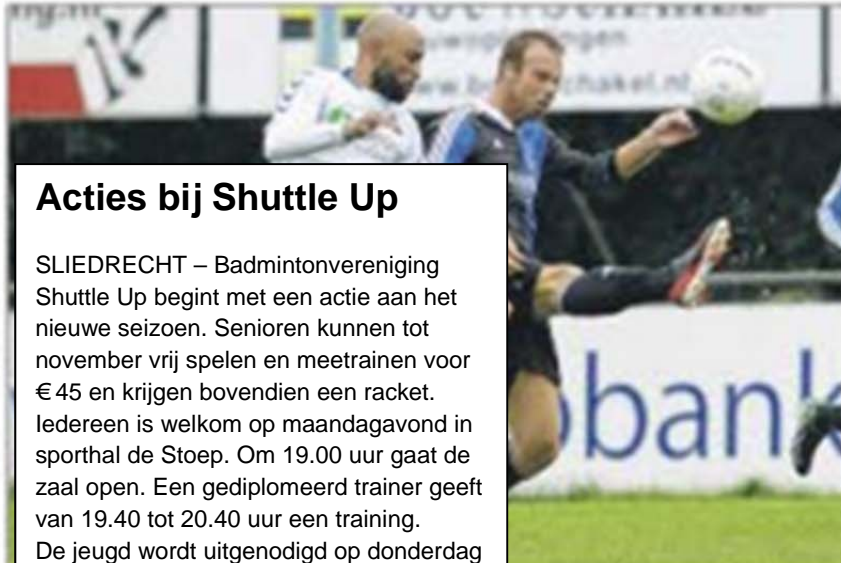 Acties bij Shuttle Up
SLIEDRECHT – Badmintonvereniging
Shuttle Up begint met een actie aan het
nieuwe seizoen. Senioren kunnen tot
november vrij spelen en meetrainen voor
€ 45 en krijgen bovendien een racket.
Iedereen is welkom op maandagavond in
sporthal de Stoep. Om 19.00 uur gaat de
zaal open. Een gediplomeerd trainer geeft
van 19.40 tot 20.40 uur een training.
De jeugd wordt uitgenodigd op donderdag
bank